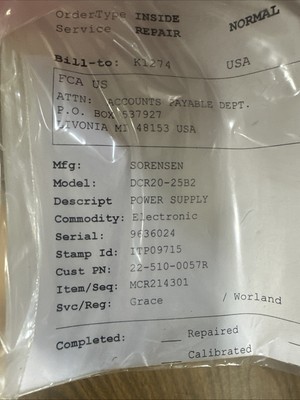 OrderType INSIDE NORMAL
Service REPAIR
Bill-to: K1274 USA
FCA US
ATTN: ACCOUNTS PAYABLE DEPT.
P.O. BOX 537927
LIVONIA MI 48153 USA
Mfg: SORENSEN
Model: DCR20-25B2
Descript POWER SUPPLY
Commodity: Electronic
Serial: 9636024
Stamp Id: ITP09715
Cust PN: 22-510-0057R
Item/Seq: MCR214301
Svc/Reg: Grace / Worland
Completed: __ Repaired
__ Calibrated